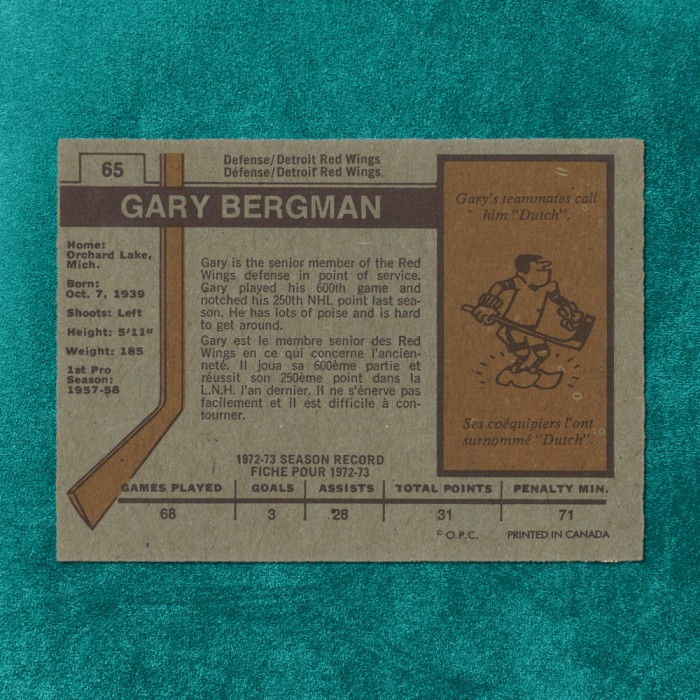 65
Defense/Detroit Red Wings
Défense/Detroit Red Wings.
GARY BERGMAN
Home:
Orchard Lake,
Mich.
Born:
Oct. 7, 1939
Shoots: Left
Height: 5'11"
Weight: 185
1st Pro
Season:
1957-58
Gary is the senior member of the Red
Wings defense in point of service.
Gary played his 600th game and
notched his 250th NHL point last sea-
son. He has lots of poise and is hard
to get around.
Gary est le membre senior des Red
Wings en ce qui concerne l'ancien-
neté. Il joua sa 600ème partie et
réussit son 250ème point dans la
L.N.H. l'an dernier. Il ne s'énerve pas
facilement et il est difficile à con-
tourner.
Gary's teammates call
him "Dutch".
Ses coéquipiers l'ont
surnommé "Dutch".
1972-73 SEASON RECORD
FICHE POUR 1972-73
GAMES PLAYED GOALS ASSISTS TOTAL POINTS PENALTY MIN.
68 3 28 31 71
© O.P.C. PRINTED IN CANADA